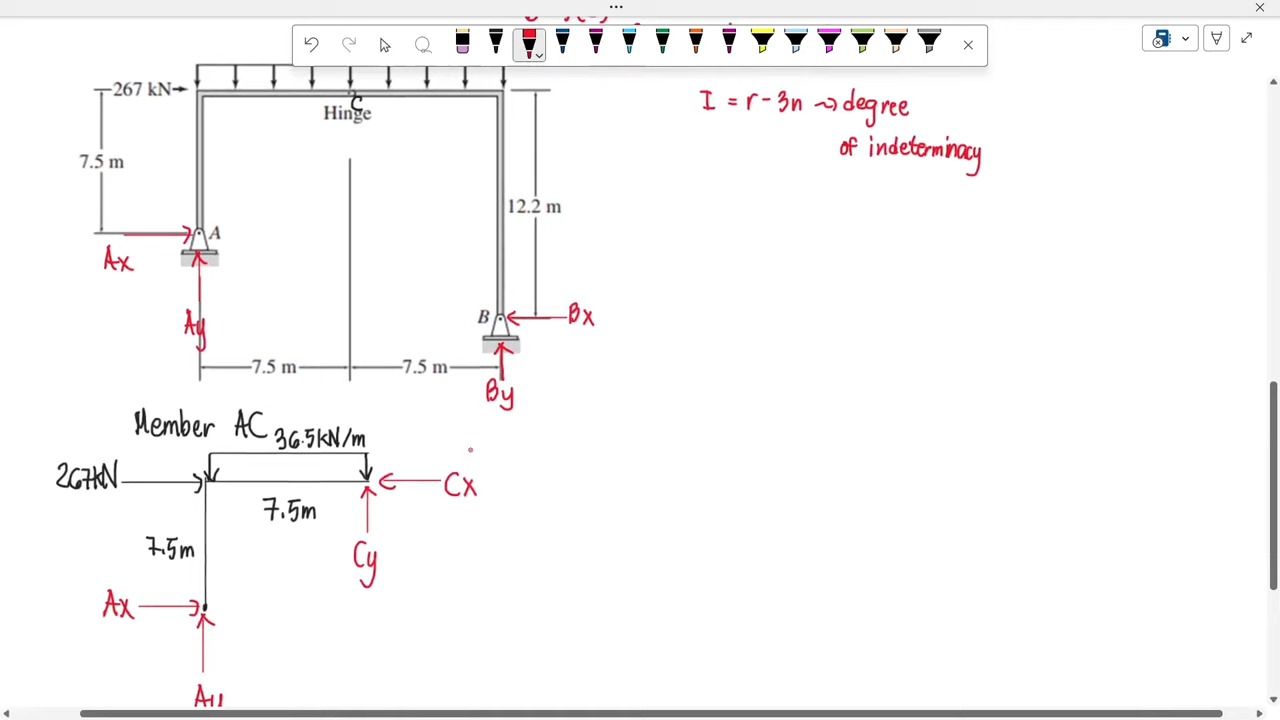 267 kN
C
Hinge
I = r - 3n → degree
of indeterminacy
7.5 m
12.2 m
A
Ax
Ay
B
Bx
7.5 m
7.5 m
By
Member AC
36.5kN/m
267kN
Cx
7.5m
7.5m
Cy
Ax